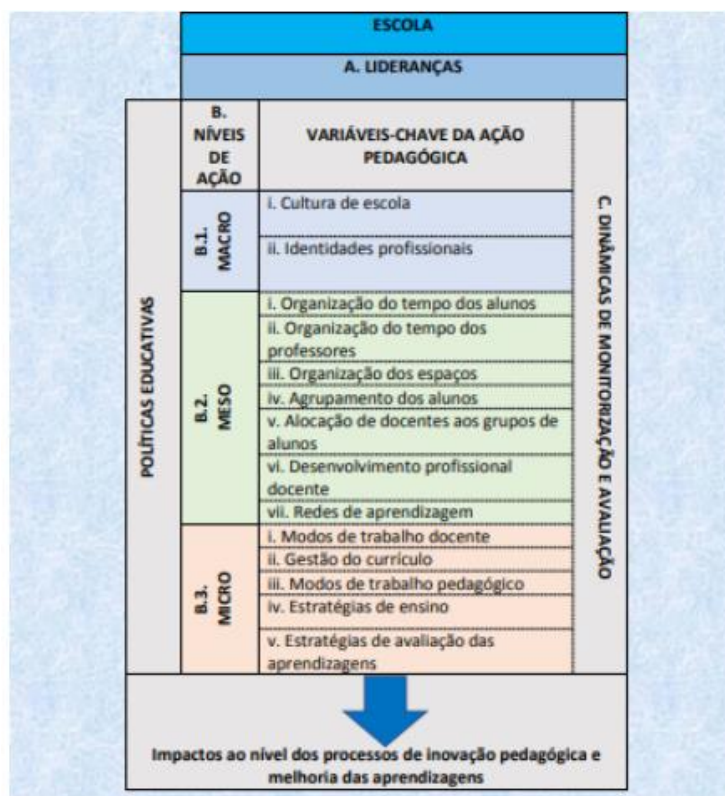 ESCOLA
A. LIDERANÇAS
POLÍTICAS EDUCATIVAS
B.
NÍVEIS
DE
AÇÃO
VARIÁVEIS-CHAVE DA AÇÃO
PEDAGÓGICA
B.1.
MACRO
i. Cultura de escola
ii. Identidades profissionais
B.2.
MESO
i. Organização do tempo dos alunos
ii. Organização do tempo dos
professores
iii. Organização dos espaços
iv. Agrupamento dos alunos
v. Alocação de docentes aos grupos de
alunos
vi. Desenvolvimento profissional
docente
vii. Redes de aprendizagem
B.3.
MICRO
i. Modos de trabalho docente
ii. Gestão do currículo
iii. Modos de trabalho pedagógico
iv. Estratégias de ensino
v. Estratégias de avaliação das
aprendizagens
C. DINÂMICAS DE MONITORIZAÇÃO E AVALIAÇÃO
Impactos ao nível dos processos de inovação pedagógica e
melhoria das aprendizagens